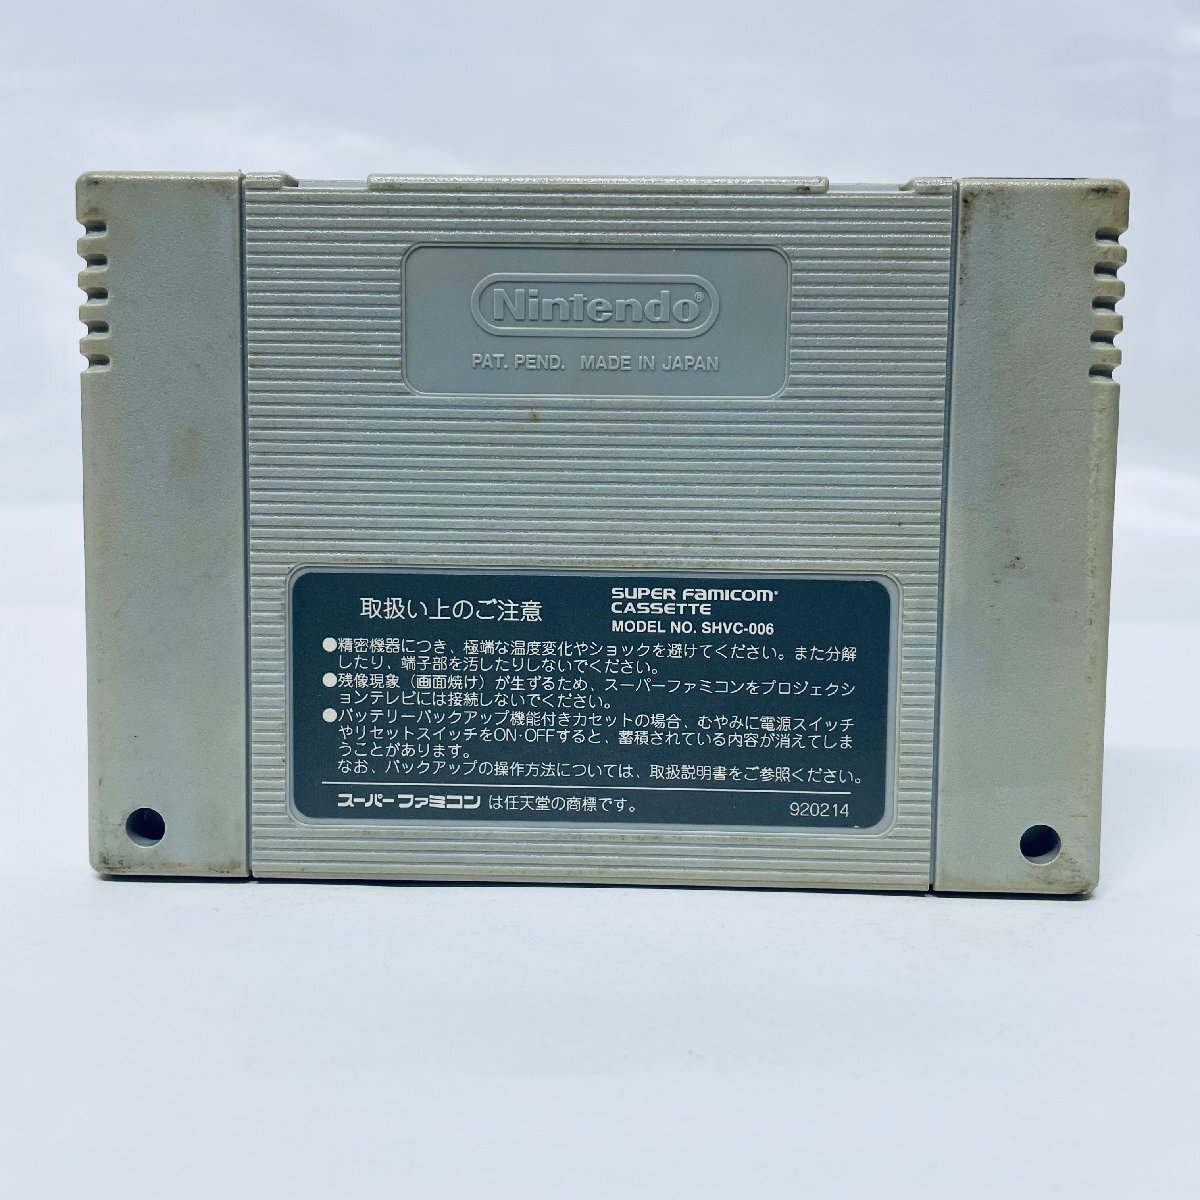 Nintendo®
PAT. PEND. MADE IN JAPAN
取扱い上のご注意
SUPER FAMICOM®
CASSETTE
MODEL NO. SHVC-006
●精密機器につき、極端な温度変化やショックを避けてください。また分解
したり、端子部を汚したりしないでください。
●残像現象（画面焼け）が生ずるため、スーパーファミコンをプロジェクシ
ョンテレビには接続しないでください。
●バッテリーバックアップ機能付きカセットの場合、むやみに電源スイッチ
やリセットスイッチをON・OFFすると、蓄積されている内容が消えてしま
うことがあります。
なお、バックアップの操作方法については、取扱説明書をご参照ください。
スーパーファミコン は任天堂の商標です。
920214